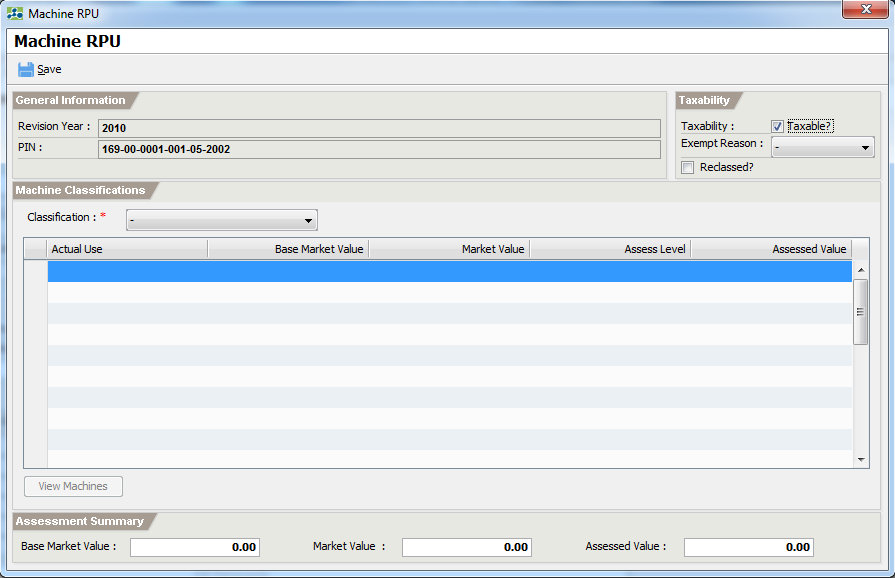 Machine RPU
Machine RPU
Save
General Information
Revision Year : 2010
PIN : 169-00-0001-001-05-2002
Taxability
Taxability : Taxable?
Exempt Reason : -
Reclassed?
Machine Classifications
Classification : * -
Actual Use Base Market Value Market Value Assess Level Assessed Value
View Machines
Assessment Summary
Base Market Value : 0.00 Market Value : 0.00 Assessed Value : 0.00